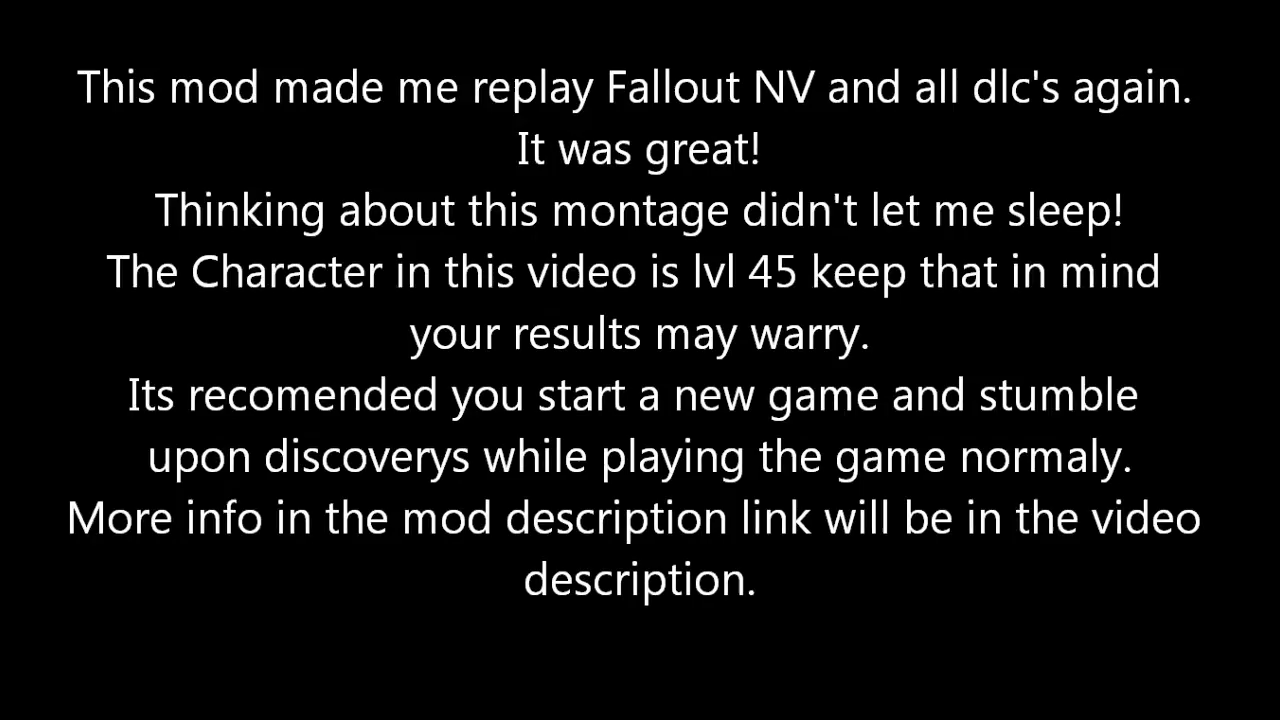 This mod made me replay Fallout NV and all dlc's again.
It was great!
Thinking about this montage didn't let me sleep!
The Character in this video is lvl 45 keep that in mind
your results may warry.
Its recomended you start a new game and stumble
upon discoverys while playing the game normaly.
More info in the mod description link will be in the video
description.